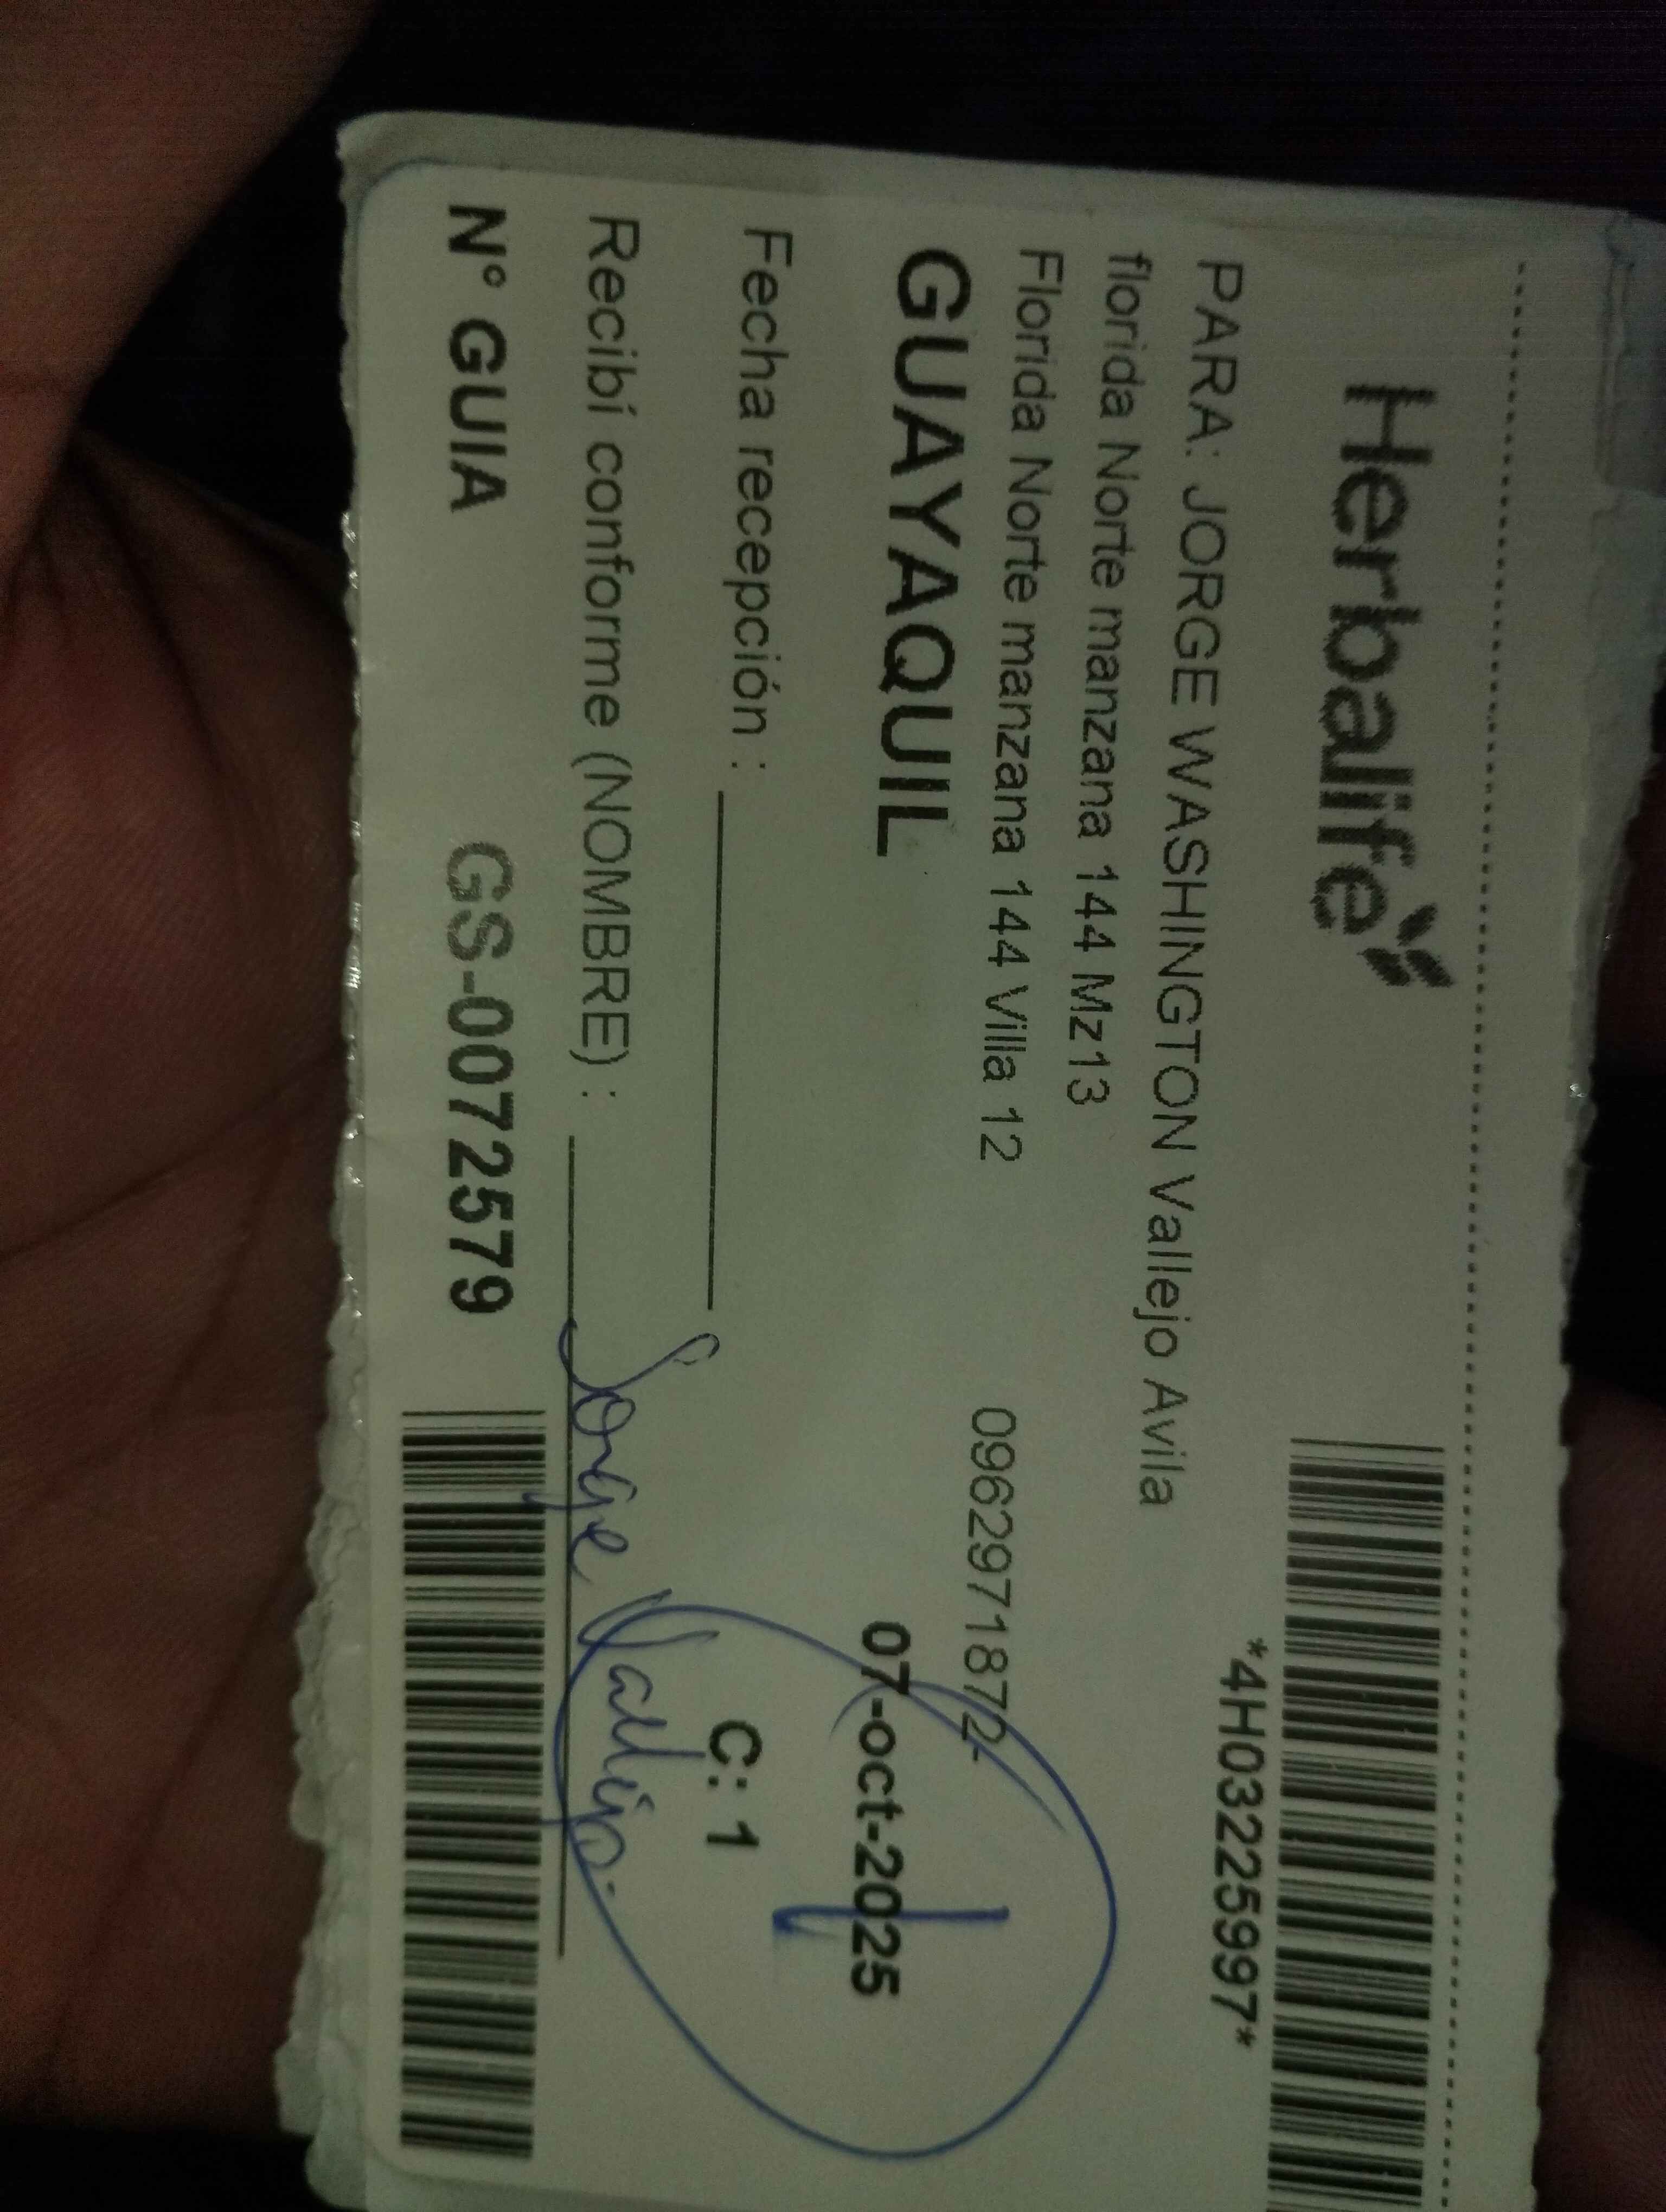 Herbalife
*4H03225997*
PARA: JORGE WASHINGTON Vallejo Avila
florida Norte manzana 144 Mz13
Florida Norte manzana 144 Villa 12 0962971872-
GUAYAQUIL 07-oct-2025
Fecha recepción : C: 1
Recibí conforme (NOMBRE) : Jorge Vallejo.
N° GUIA GS-0072579